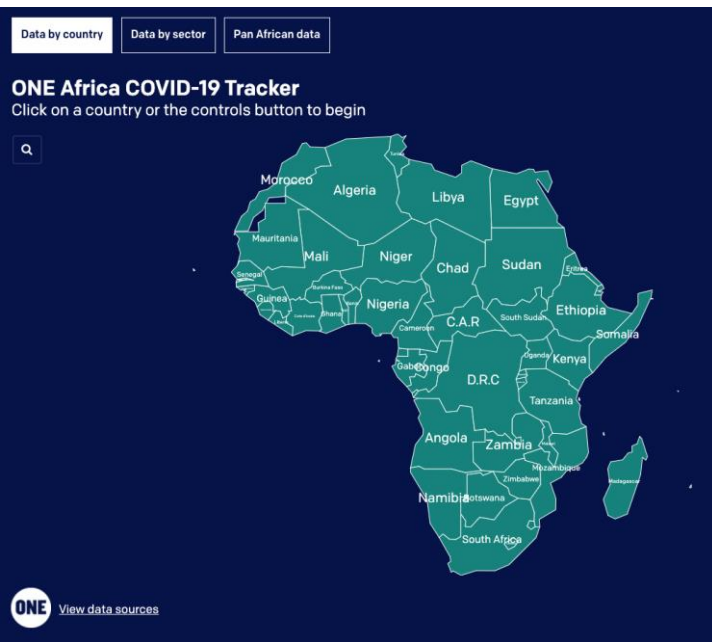 Data by country
Data by sector
Pan African data
ONE Africa COVID-19 Tracker
Click on a country or the controls button to begin
Morocco
Algeria
Libya
Egypt
Mauritania
Mali
Niger
Chad
Sudan
Eritrea
Senegal
Burkina Faso
Guinea
Nigeria
Ghana
Cameroon
C.A.R
South Sudan
Ethiopia
Somalia
Gabon
Congo
D.R.C
Uganda
Kenya
Tanzania
Angola
Zambia
Mozambique
Zimbabwe
Madagascar
Namibia
Botswana
South Africa
ONE
View data sources